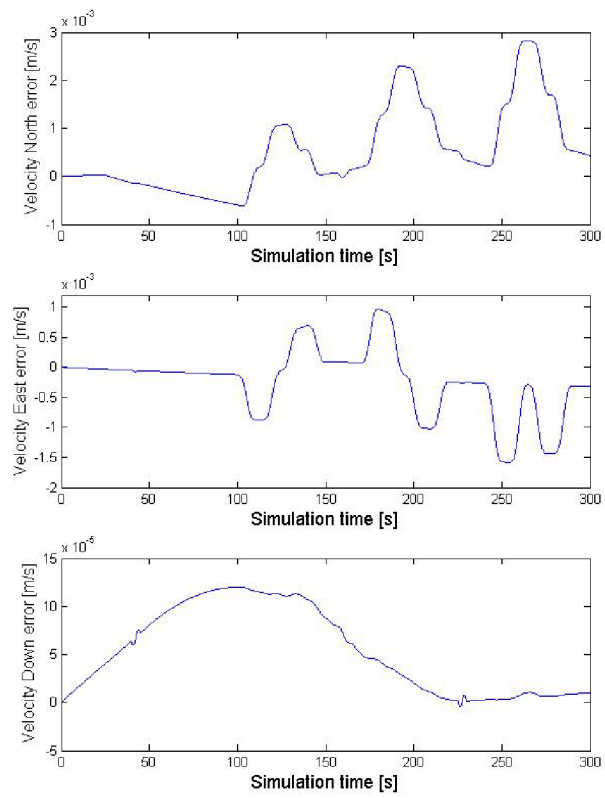 x 10⁻³
3
2
1
0
-1
Velocity North error [m/s]
0 50 100 150 200 250 300
Simulation time [s]
x 10⁻³
1
0.5
0
-0.5
-1
-1.5
-2
Velocity East error [m/s]
0 50 100 150 200 250 300
Simulation time [s]
x 10⁻⁵
15
10
5
0
-5
Velocity Down error [m/s]
0 50 100 150 200 250 300
Simulation time [s]